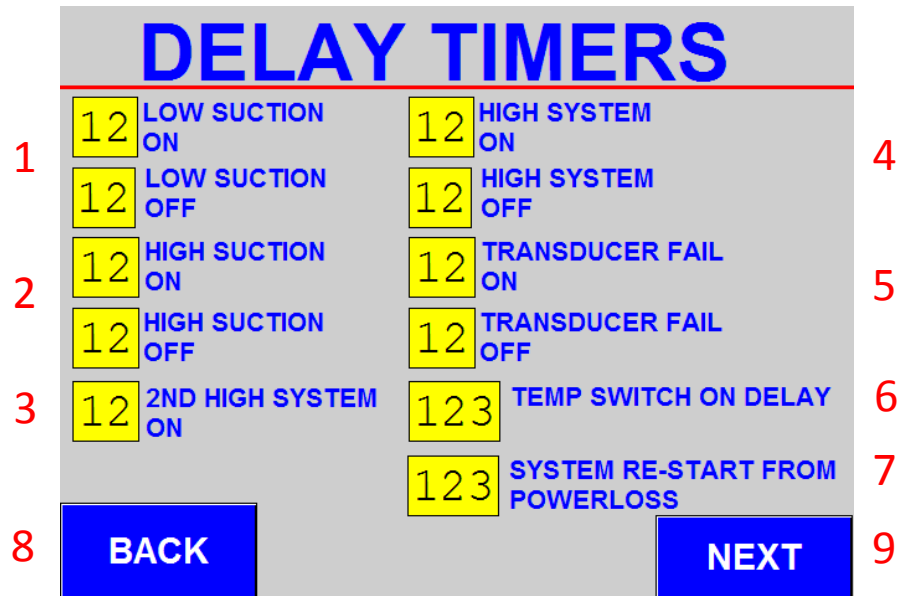 DELAY TIMERS
1
12 LOW SUCTION
ON
12 LOW SUCTION
OFF
2
12 HIGH SUCTION
ON
12 HIGH SUCTION
OFF
3
12 2ND HIGH SYSTEM
ON
12 HIGH SYSTEM
ON
4
12 HIGH SYSTEM
OFF
12 TRANSDUCER FAIL
ON
5
12 TRANSDUCER FAIL
OFF
123 TEMP SWITCH ON DELAY
6
123 SYSTEM RE-START FROM
POWERLOSS
7
8
BACK
NEXT
9